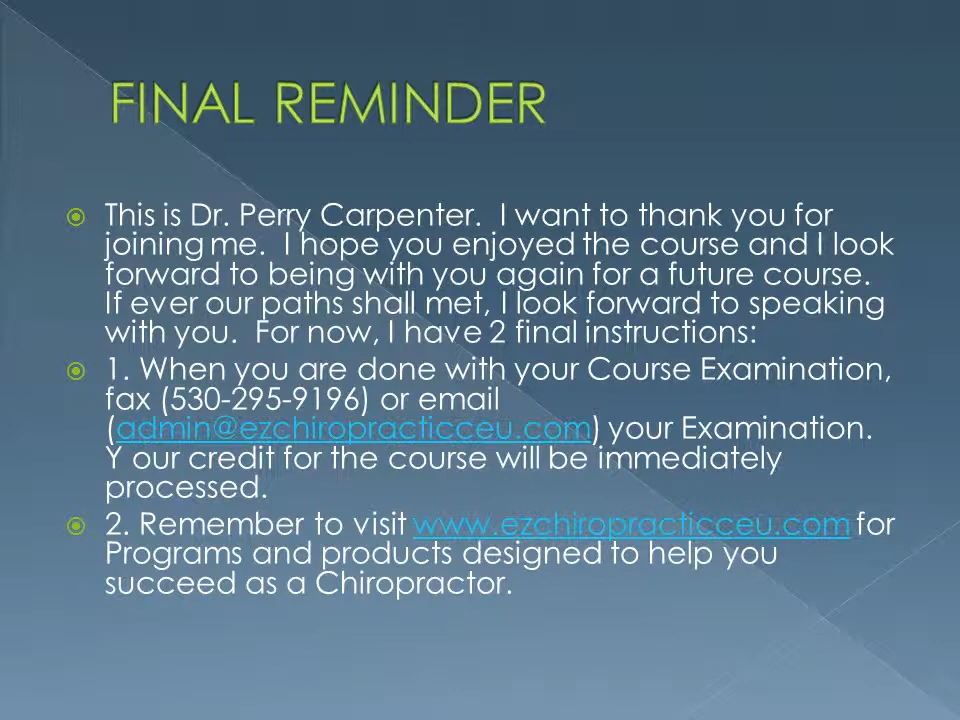 FINAL REMINDER
This is Dr. Perry Carpenter.  I want to thank you for
joining me.  I hope you enjoyed the course and I look
forward to being with you again for a future course.
If ever our paths shall met, I look forward to speaking
with you.  For now, I have 2 final instructions:
1. When you are done with your Course Examination,
fax (530-295-9196) or email
(admin@ezchiropracticceu.com) your Examination.
Y our credit for the course will be immediately
processed.
2. Remember to visit www.ezchiropracticceu.com for
Programs and products designed to help you
succeed as a Chiropractor.